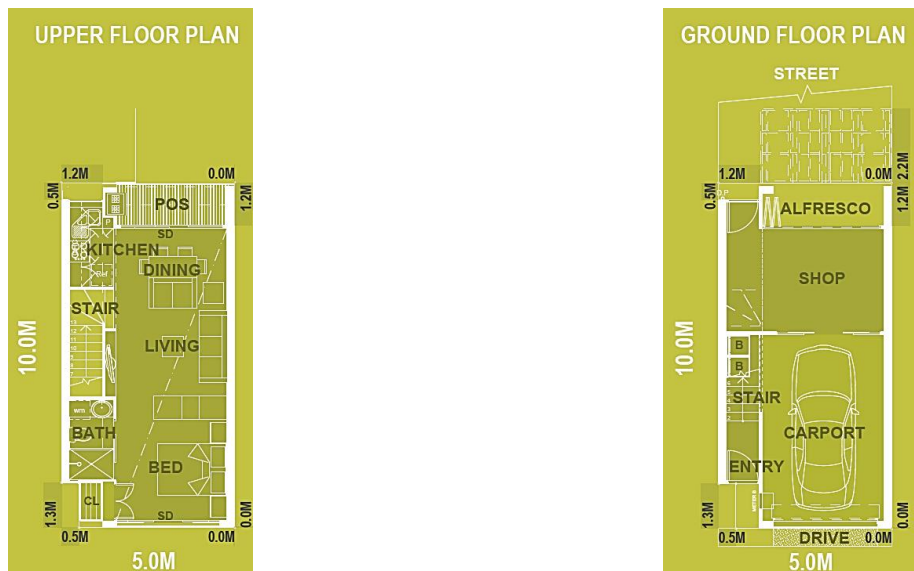 UPPER FLOOR PLAN
1.2M
0.0M
0.5M
1.2M
POS
SD
P
KITCHEN
DINING
Ref
STAIR
LIVING
10.0M
wm
BATH
BED
CL
SD
1.3M
0.0M
0.5M
0.0M
5.0M
GROUND FLOOR PLAN
STREET
2.2M
1.2M
0.0M
0.5M
1.2M
ALFRESCO
SHOP
10.0M
B
B
STAIR
CARPORT
ENTRY
1.3M
0.0M
0.5M
DRIVE
0.0M
5.0M